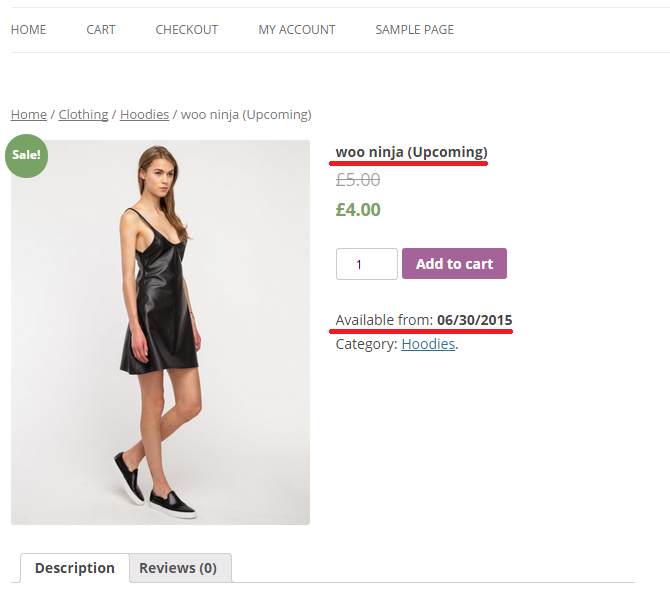 HOME CART CHECKOUT MY ACCOUNT SAMPLE PAGE
Home / Clothing / Hoodies / woo ninja (Upcoming)
Sale!
woo ninja (Upcoming)
£5.00
£4.00
1 Add to cart
Available from: 06/30/2015
Category: Hoodies.
Description Reviews (0)